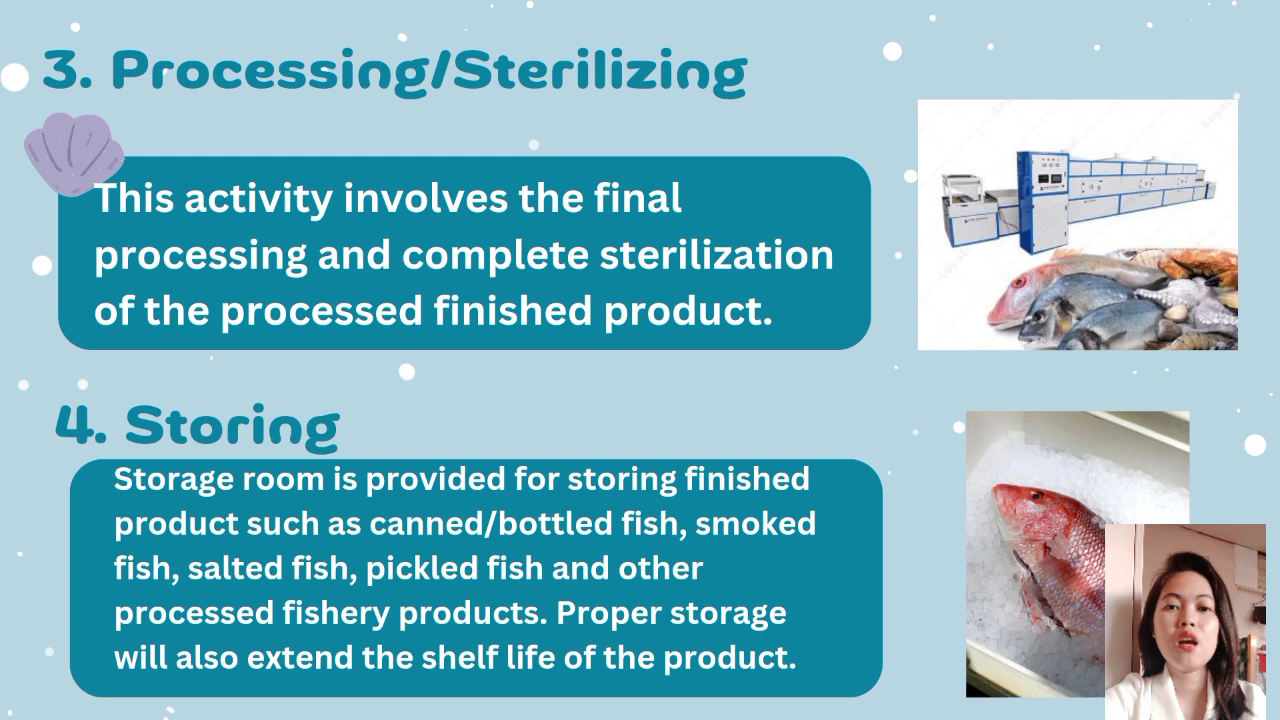 3. Processing/Sterilizing
This activity involves the final
processing and complete sterilization
of the processed finished product.
4. Storing
Storage room is provided for storing finished
product such as canned/bottled fish, smoked
fish, salted fish, pickled fish and other
processed fishery products. Proper storage
will also extend the shelf life of the product.